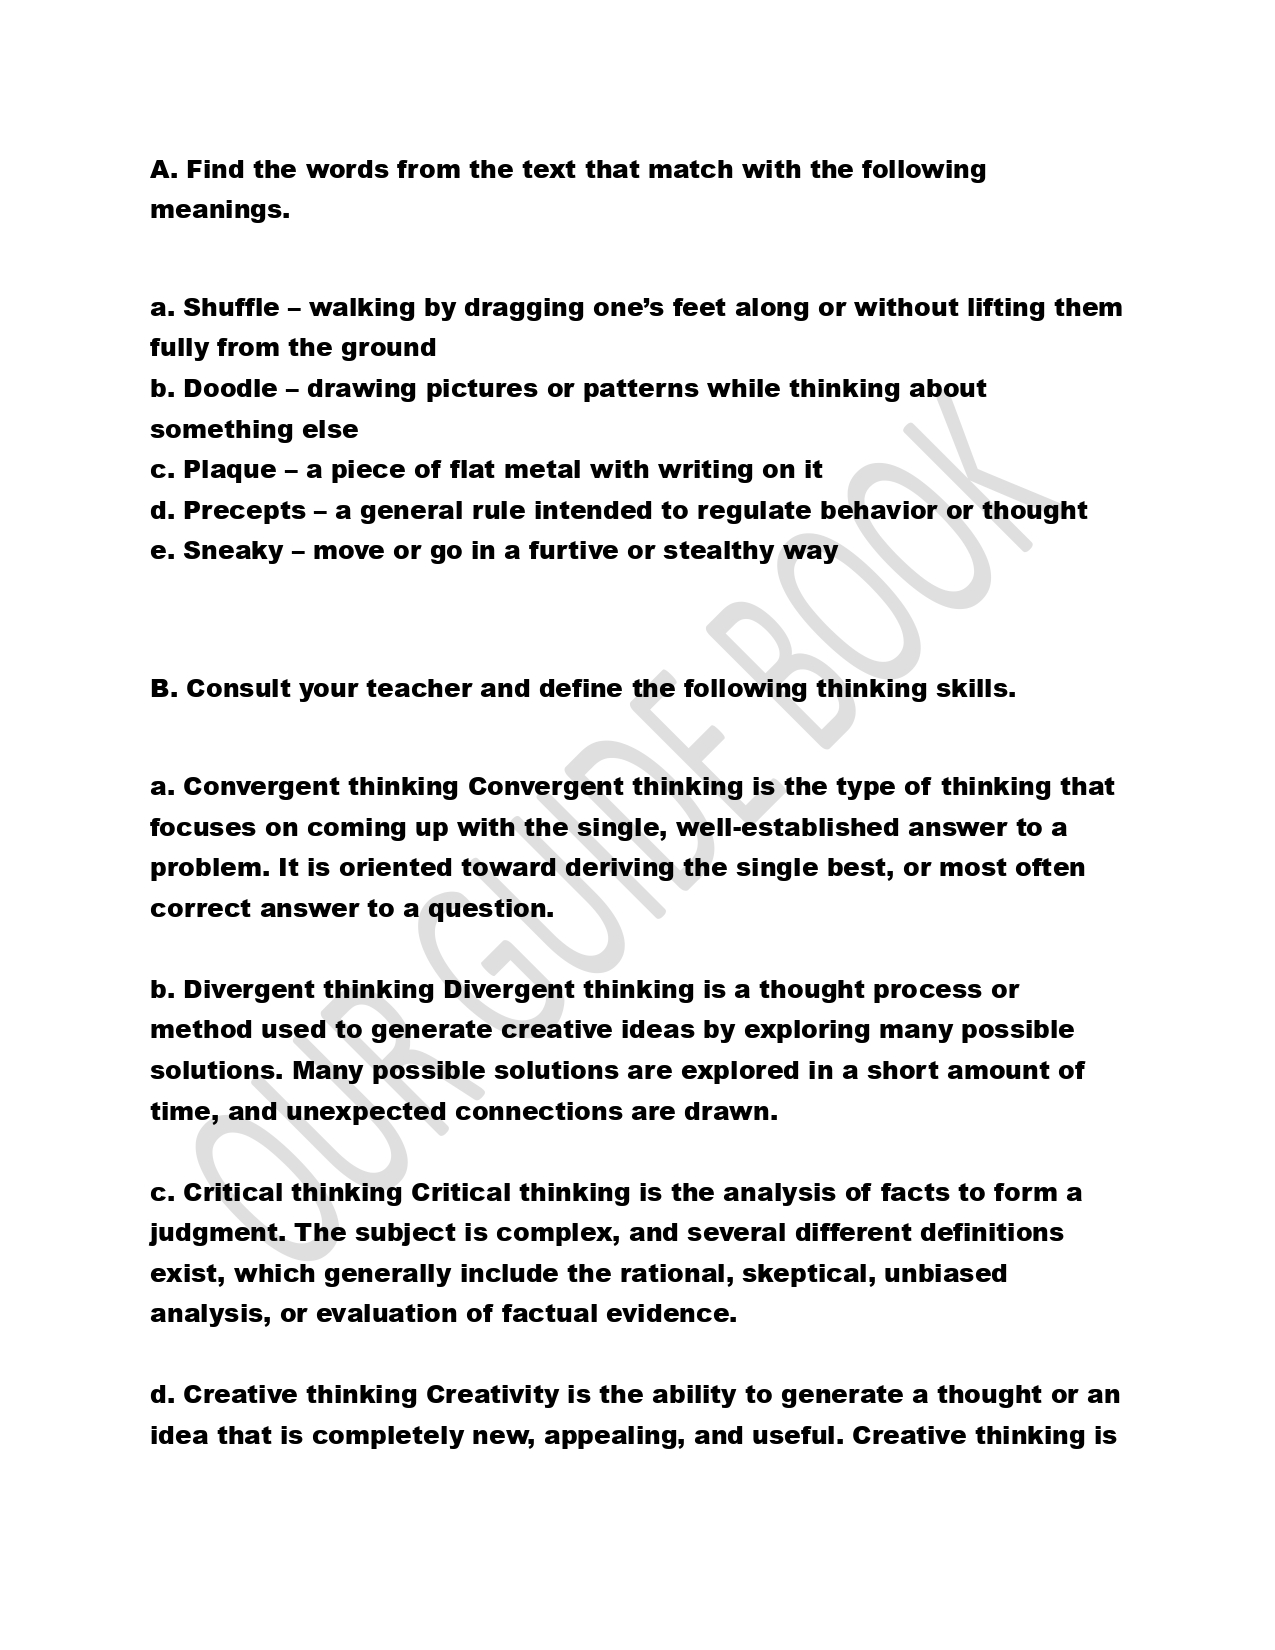 A. Find the words from the text that match with the following
meanings.
a. Shuffle – walking by dragging one’s feet along or without lifting them
fully from the ground
b. Doodle – drawing pictures or patterns while thinking about
something else
c. Plaque – a piece of flat metal with writing on it
d. Precepts – a general rule intended to regulate behavior or thought
e. Sneaky – move or go in a furtive or stealthy way
B. Consult your teacher and define the following thinking skills.
a. Convergent thinking Convergent thinking is the type of thinking that
focuses on coming up with the single, well-established answer to a
problem. It is oriented toward deriving the single best, or most often
correct answer to a question.
b. Divergent thinking Divergent thinking is a thought process or
method used to generate creative ideas by exploring many possible
solutions. Many possible solutions are explored in a short amount of
time, and unexpected connections are drawn.
c. Critical thinking Critical thinking is the analysis of facts to form a
judgment. The subject is complex, and several different definitions
exist, which generally include the rational, skeptical, unbiased
analysis, or evaluation of factual evidence.
d. Creative thinking Creativity is the ability to generate a thought or an
idea that is completely new, appealing, and useful. Creative thinking is
OUR GUIDE BOOK